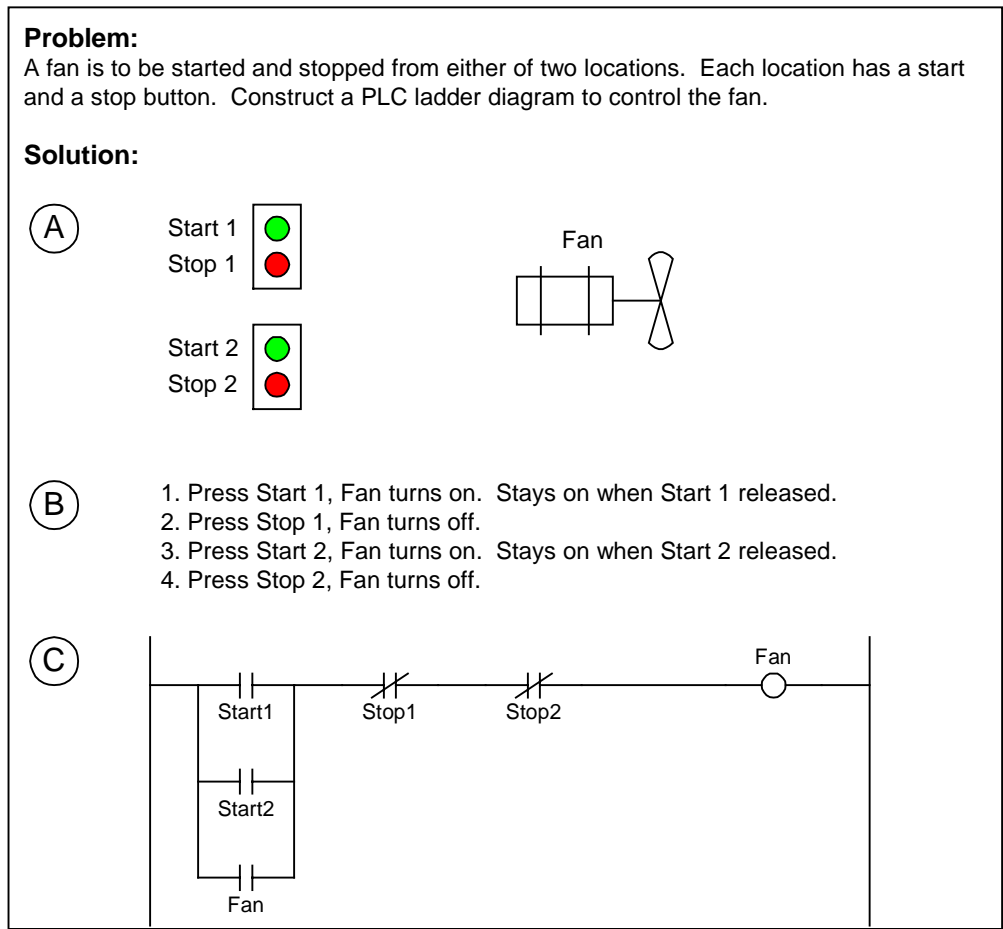 Problem:
A fan is to be started and stopped from either of two locations.  Each location has a start
and a stop button.  Construct a PLC ladder diagram to control the fan.
Solution:
A
Start 1
Stop 1
Fan
Start 2
Stop 2
B
1. Press Start 1, Fan turns on.  Stays on when Start 1 released.
2. Press Stop 1, Fan turns off.
3. Press Start 2, Fan turns on.  Stays on when Start 2 released.
4. Press Stop 2, Fan turns off.
C
Fan
Start1
Stop1
Stop2
Start2
Fan